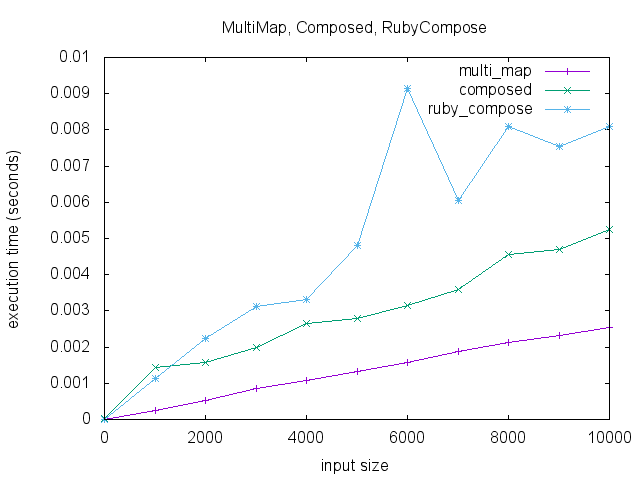 MultiMap, Composed, RubyCompose
multi_map
composed
ruby_compose
execution time (seconds)
0.01
0.009
0.008
0.007
0.006
0.005
0.004
0.003
0.002
0.001
0
0 2000 4000 6000 8000 10000
input size